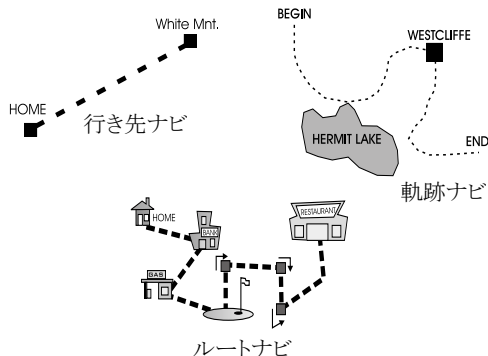 White Mnt.
HOME
行き先ナビ
BEGIN
WESTCLIFFE
HERMIT LAKE
END
軌跡ナビ
HOME
BANK
RESTAURANT
GAS
ルートナビ